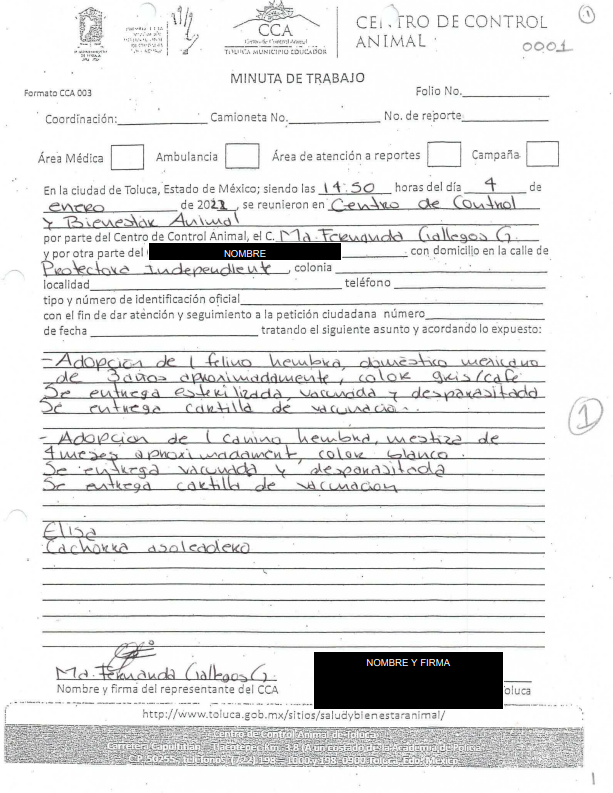 CCA
Centro de Control Animal
TOLUCA MUNICIPIO EDUCADOR
CENTRO DE CONTROL
ANIMAL
0001
1
MINUTA DE TRABAJO
Formato CCA 003
Folio No.
Coordinación: Camioneta No. No. de reporte
Área Médica Ambulancia Área de atención a reportes Campaña
En la ciudad de Toluca, Estado de México; siendo las 14:50 horas del día 4 de
enero de 2022, se reunieron en Centro de Control
y Bienestar Animal
por parte del Centro de Control Animal, el C. Ma. Fernanda Gallegos G.
y por otra parte del NOMBRE con domicilio en la calle de
Protectora Independiente, colonia
localidad teléfono
tipo y número de identificación oficial
con el fin de dar atención y seguimiento a la petición ciudadana número
de fecha tratando el siguiente asunto y acordando lo expuesto:
- Adopcion de 1 felino hembra, domestico mexicano
de 3 años aproximadamente, color gris/cafe
Se entrega esterilizada, vacunada y desparasitada
Se entrega cartilla de vacunacion.
- Adopcion de 1 canino hembra, mestiza de
4 meses aproximadament, color blanco.
Se entrega vacunada y desparasitada
Se entrega cartilla de vacunacion
1
Elisa
Cachorra asoleadero
Ma. Fernanda Gallegos G.
NOMBRE Y FIRMA
Nombre y firma del representante del CCA
Toluca
http://www.toluca.gob.mx/sitios/saludybienestaranimal/
Centro de Control Animal de Toluca
Carretera Capultitlán - Tlacotepec Km. 3.8 (A un costado de la Academia de Policía
C.P. 50255, teléfonos: (722) 198 - 1000 y 198 -0900 Toluca, Edo. México
1